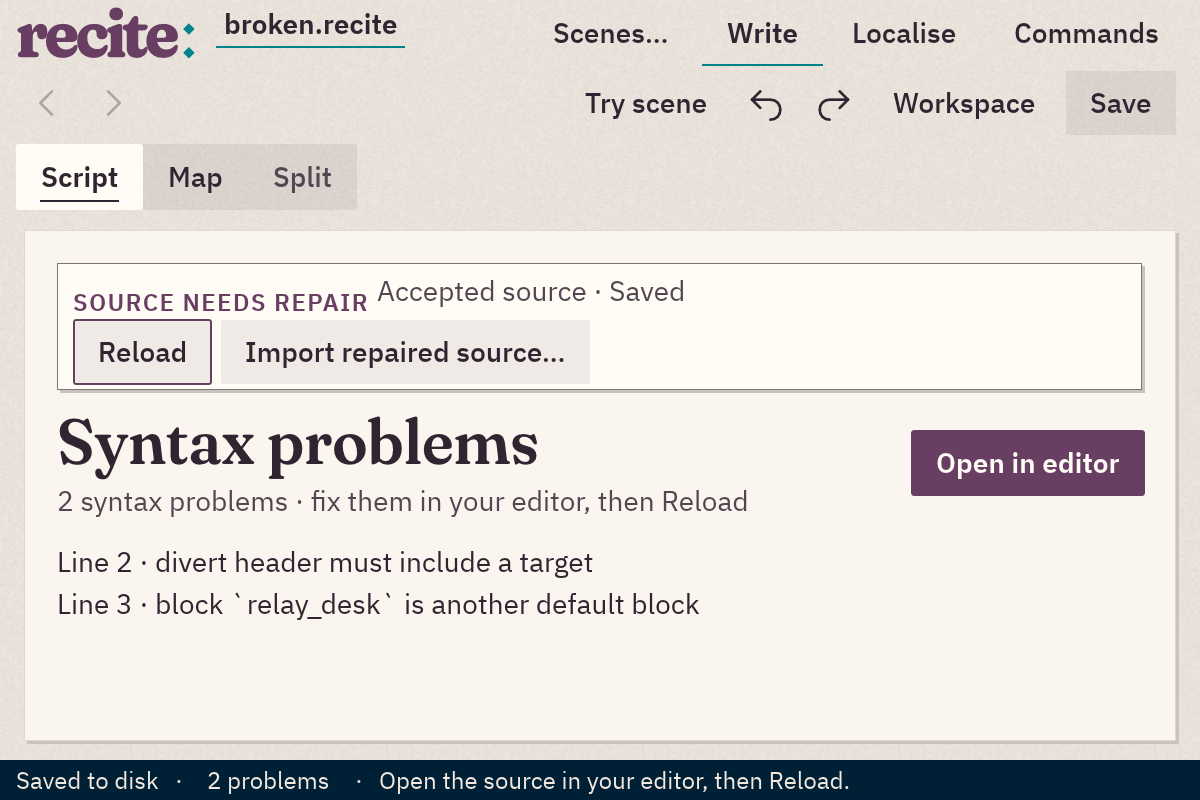 recite:
broken.recite
Scenes...
Write
Localise
Commands
Try scene
Workspace
Save
Script
Map
Split
SOURCE NEEDS REPAIR
Accepted source · Saved
Reload
Import repaired source...
Syntax problems
Open in editor
2 syntax problems · fix them in your editor, then Reload
Line 2 · divert header must include a target
Line 3 · block `relay_desk` is another default block
Saved to disk · 2 problems · Open the source in your editor, then Reload.